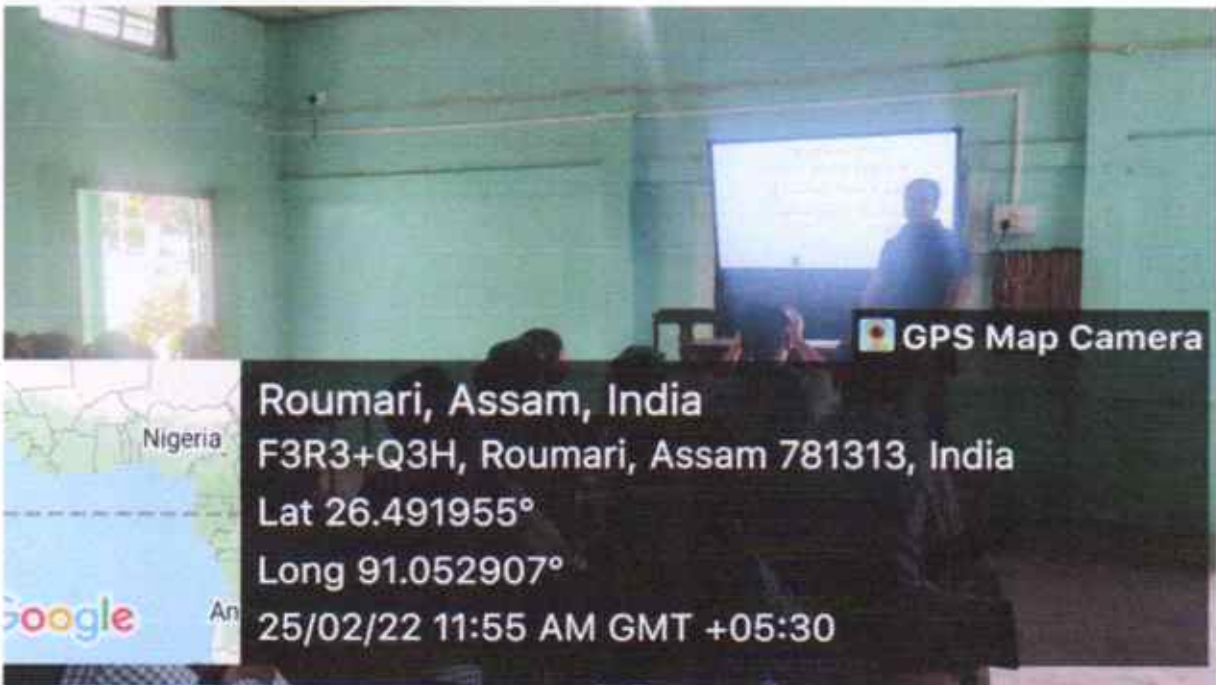 GPS Map Camera
Roumari, Assam, India
F3R3+Q3H, Roumari, Assam 781313, India
Lat 26.491955°
Long 91.052907°
25/02/22 11:55 AM GMT +05:30
Nigeria
Google
An